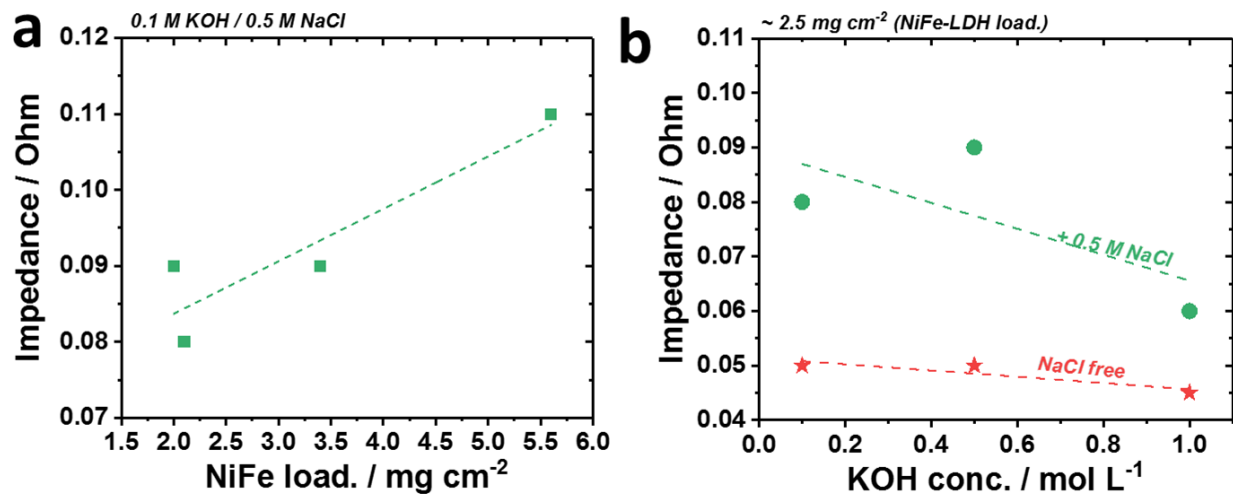 a
0.1 M KOH / 0.5 M NaCl
0.12
0.11
0.10
0.09
0.08
0.07
Impedance / Ohm
1.5 2.0 2.5 3.0 3.5 4.0 4.5 5.0 5.5 6.0
NiFe load. / mg cm⁻²
b
~ 2.5 mg cm⁻² (NiFe-LDH load.)
0.11
0.10
0.09
0.08
0.07
0.06
0.05
0.04
Impedance / Ohm
+ 0.5 M NaCl
NaCl free
0.0 0.2 0.4 0.6 0.8 1.0
KOH conc. / mol L⁻¹